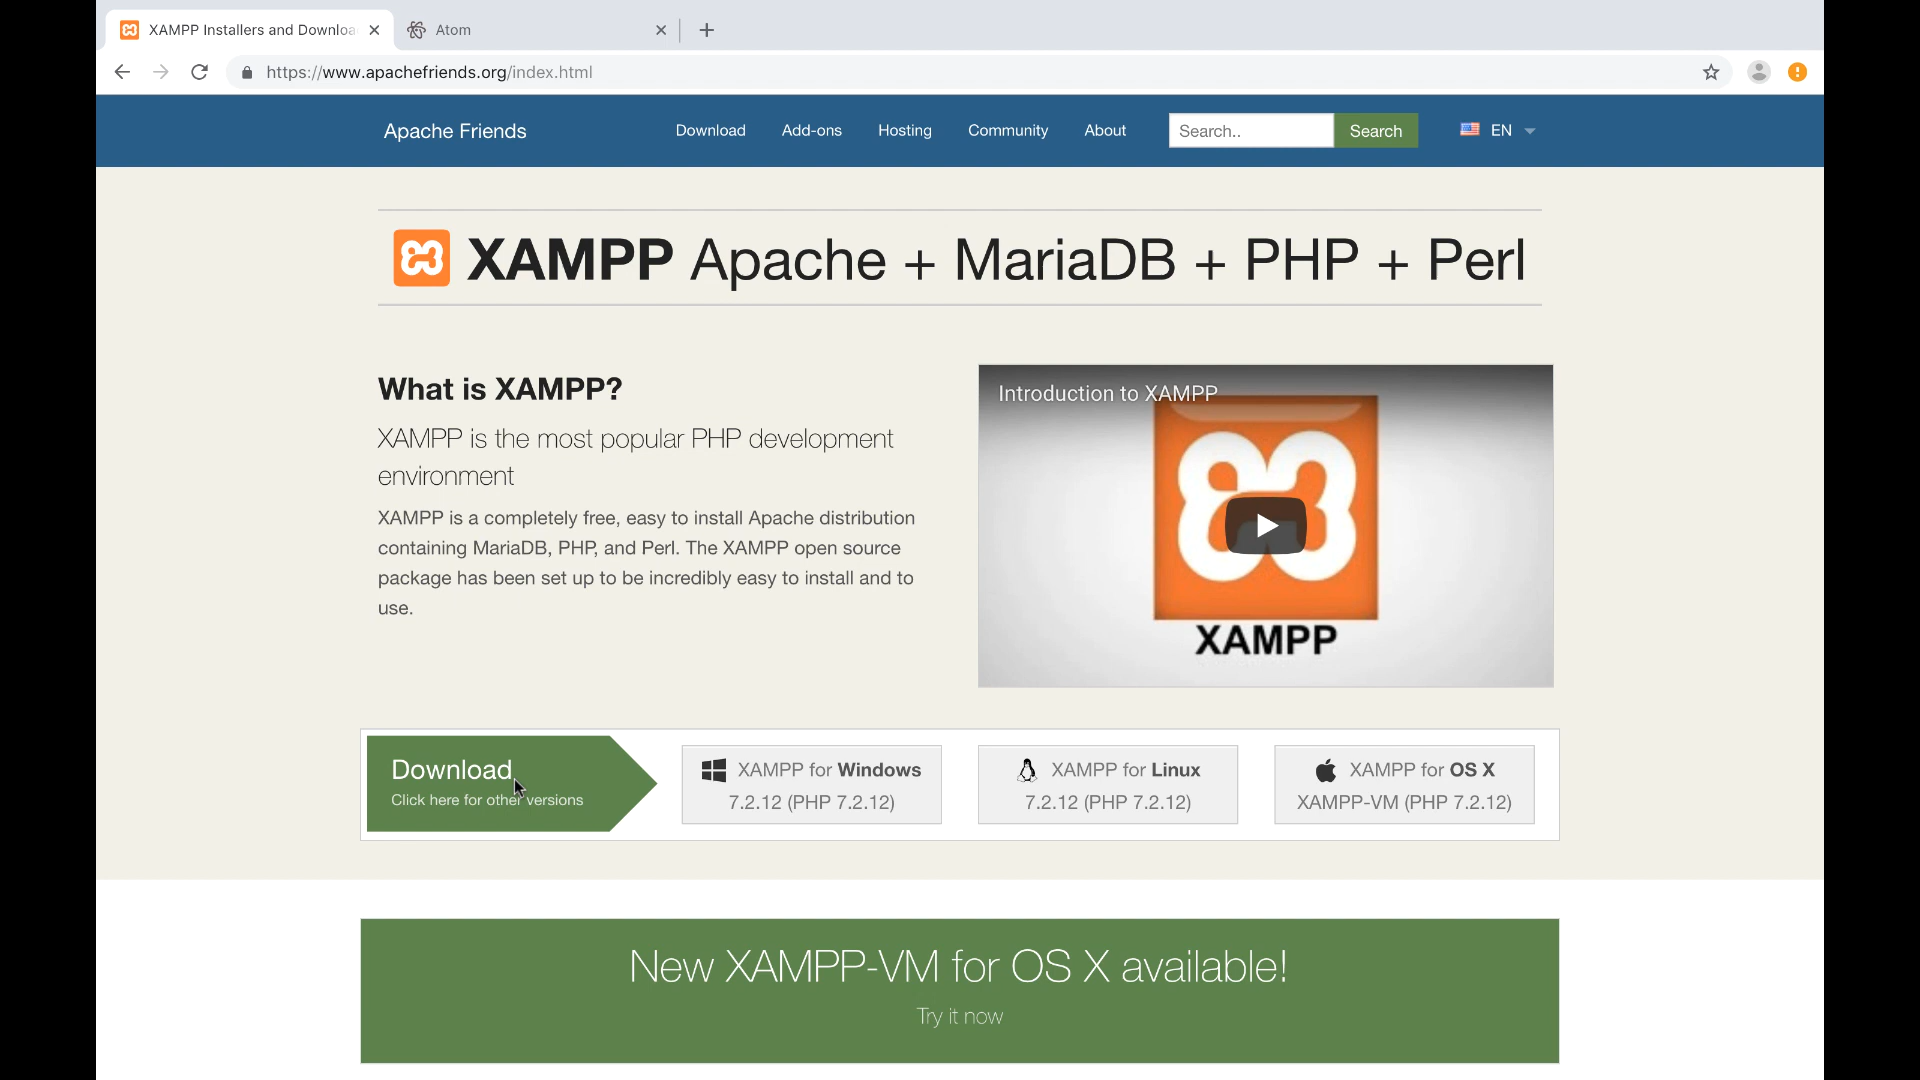 XAMPP Installers and Downloa
Atom
https://www.apachefriends.org/index.html
Apache Friends
Download
Add-ons
Hosting
Community
About
Search..
Search
EN
XAMPP Apache + MariaDB + PHP + Perl
What is XAMPP?
XAMPP is the most popular PHP development
environment
XAMPP is a completely free, easy to install Apache distribution
containing MariaDB, PHP, and Perl. The XAMPP open source
package has been set up to be incredibly easy to install and to
use.
Introduction to XAMPP
XAMPP
Download
Click here for other versions
XAMPP for Windows
7.2.12 (PHP 7.2.12)
XAMPP for Linux
7.2.12 (PHP 7.2.12)
XAMPP for OS X
XAMPP-VM (PHP 7.2.12)
New XAMPP-VM for OS X available!
Try it now